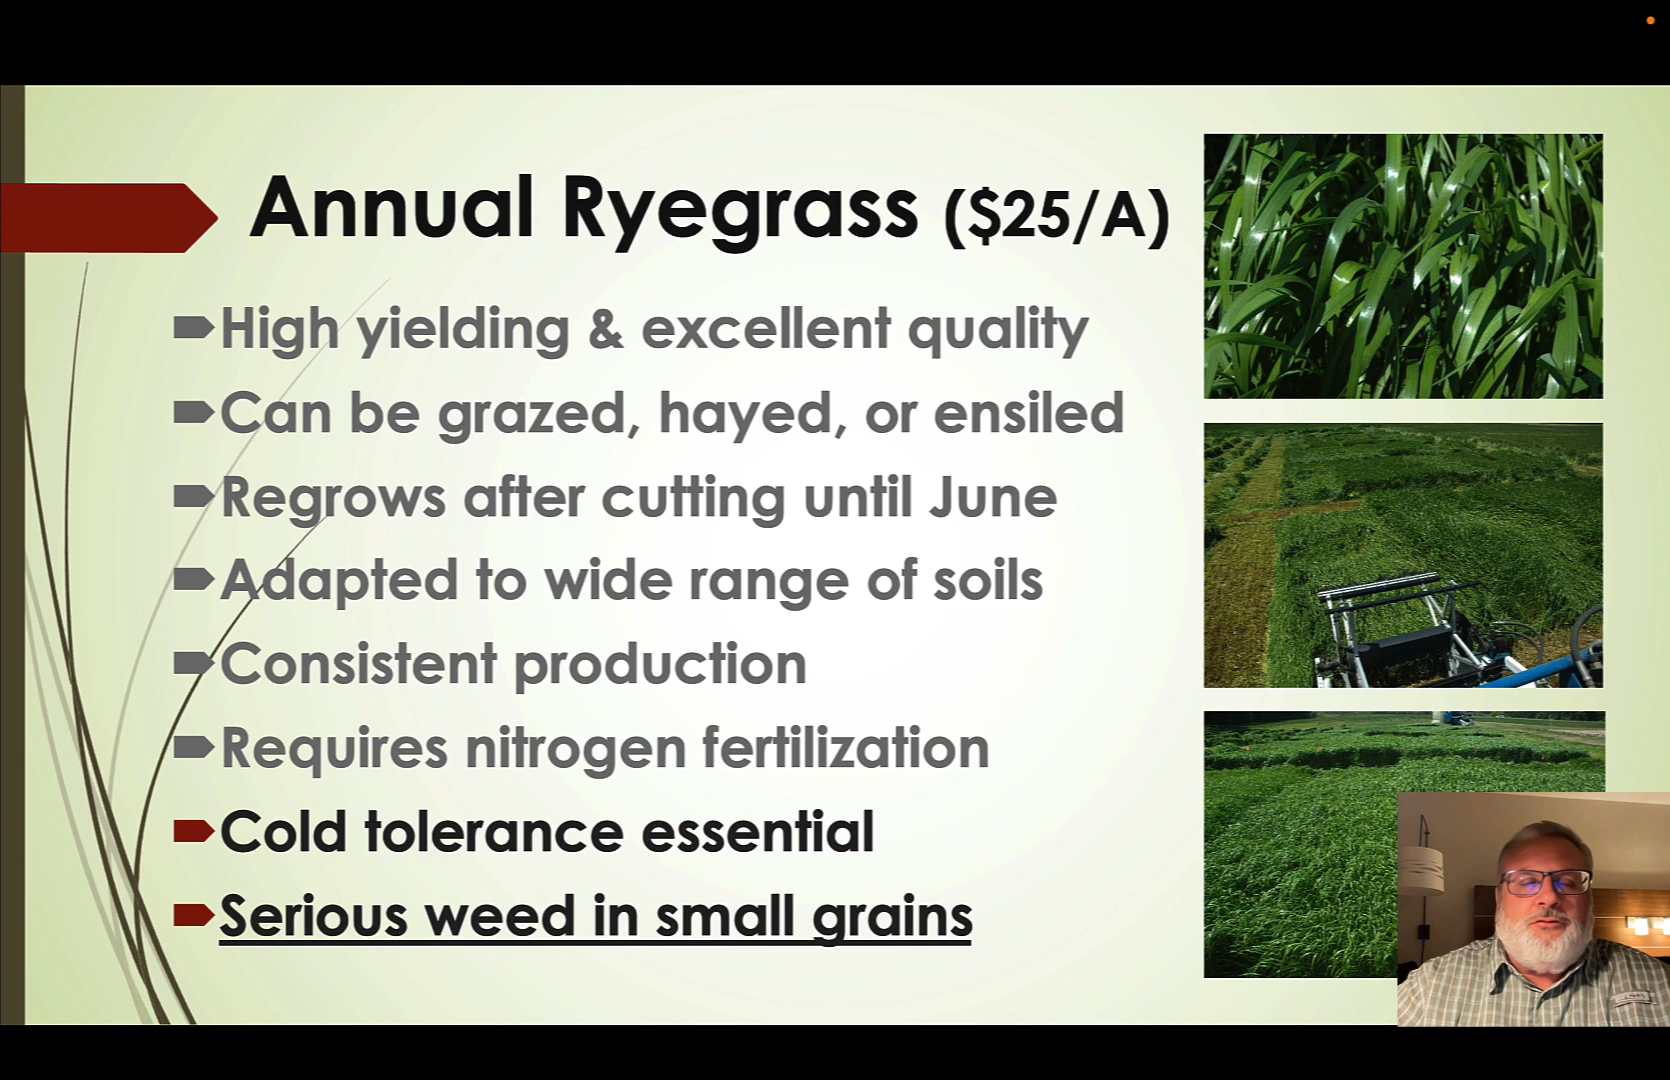 Annual Ryegrass ($25/A)
High yielding & excellent quality
Can be grazed, hayed, or ensiled
Regrows after cutting until June
Adapted to wide range of soils
Consistent production
Requires nitrogen fertilization
Cold tolerance essential
Serious weed in small grains